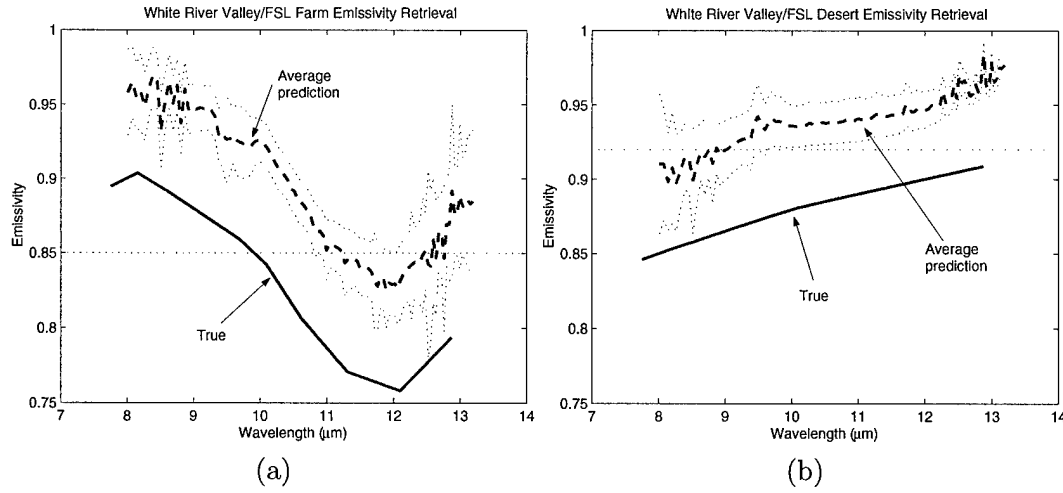 White River Valley/FSL Farm Emissivity Retrieval
1
0.95
0.9
0.85
0.8
0.75
Emissivity
Average
prediction
True
7 8 9 10 11 12 13 14
Wavelength (μm)
(a)
White River Valley/FSL Desert Emissivity Retrieval
1
0.95
0.9
0.85
0.8
0.75
Emissivity
Average
prediction
True
7 8 9 10 11 12 13 14
Wavelength (μm)
(b)